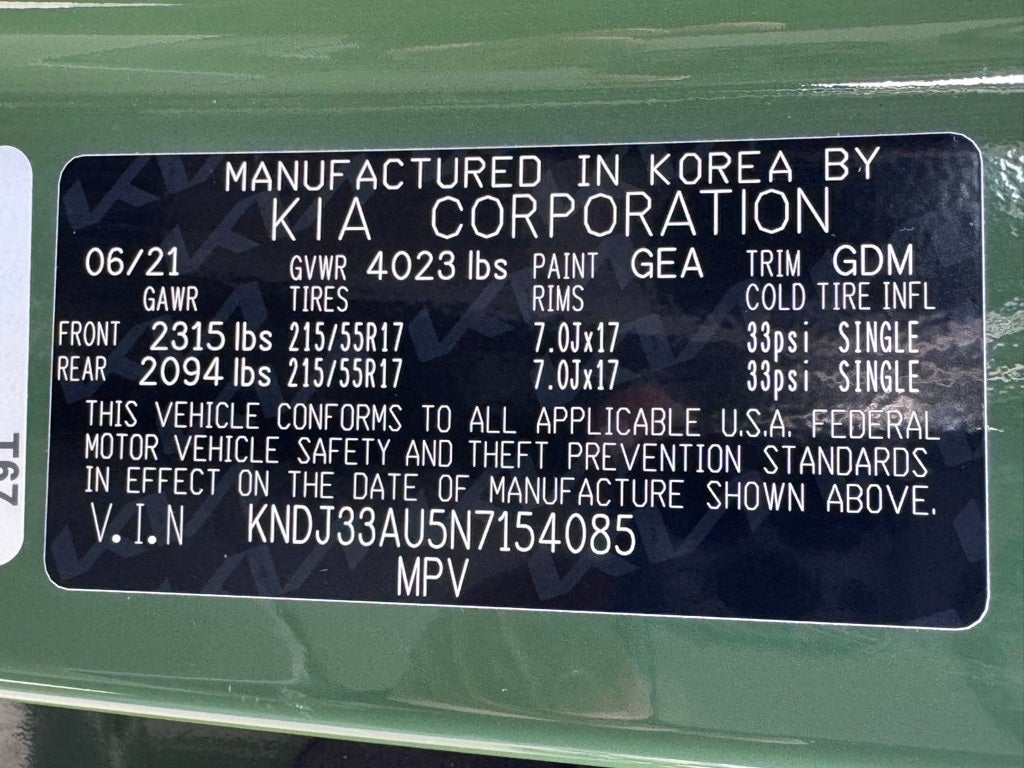 MANUFACTURED IN KOREA BY
KIA CORPORATION
06/21 GVWR 4023 lbs PAINT GEA TRIM GDM
GAWR TIRES RIMS COLD TIRE INFL
FRONT 2315 lbs 215/55R17 7.0Jx17 33psi SINGLE
REAR 2094 lbs 215/55R17 7.0Jx17 33psi SINGLE
THIS VEHICLE CONFORMS TO ALL APPLICABLE U.S.A. FEDERAL
MOTOR VEHICLE SAFETY AND THEFT PREVENTION STANDARDS
IN EFFECT ON THE DATE OF MANUFACTURE SHOWN ABOVE.
V.I.N KNDJ33AU5N7154085
MPV
167